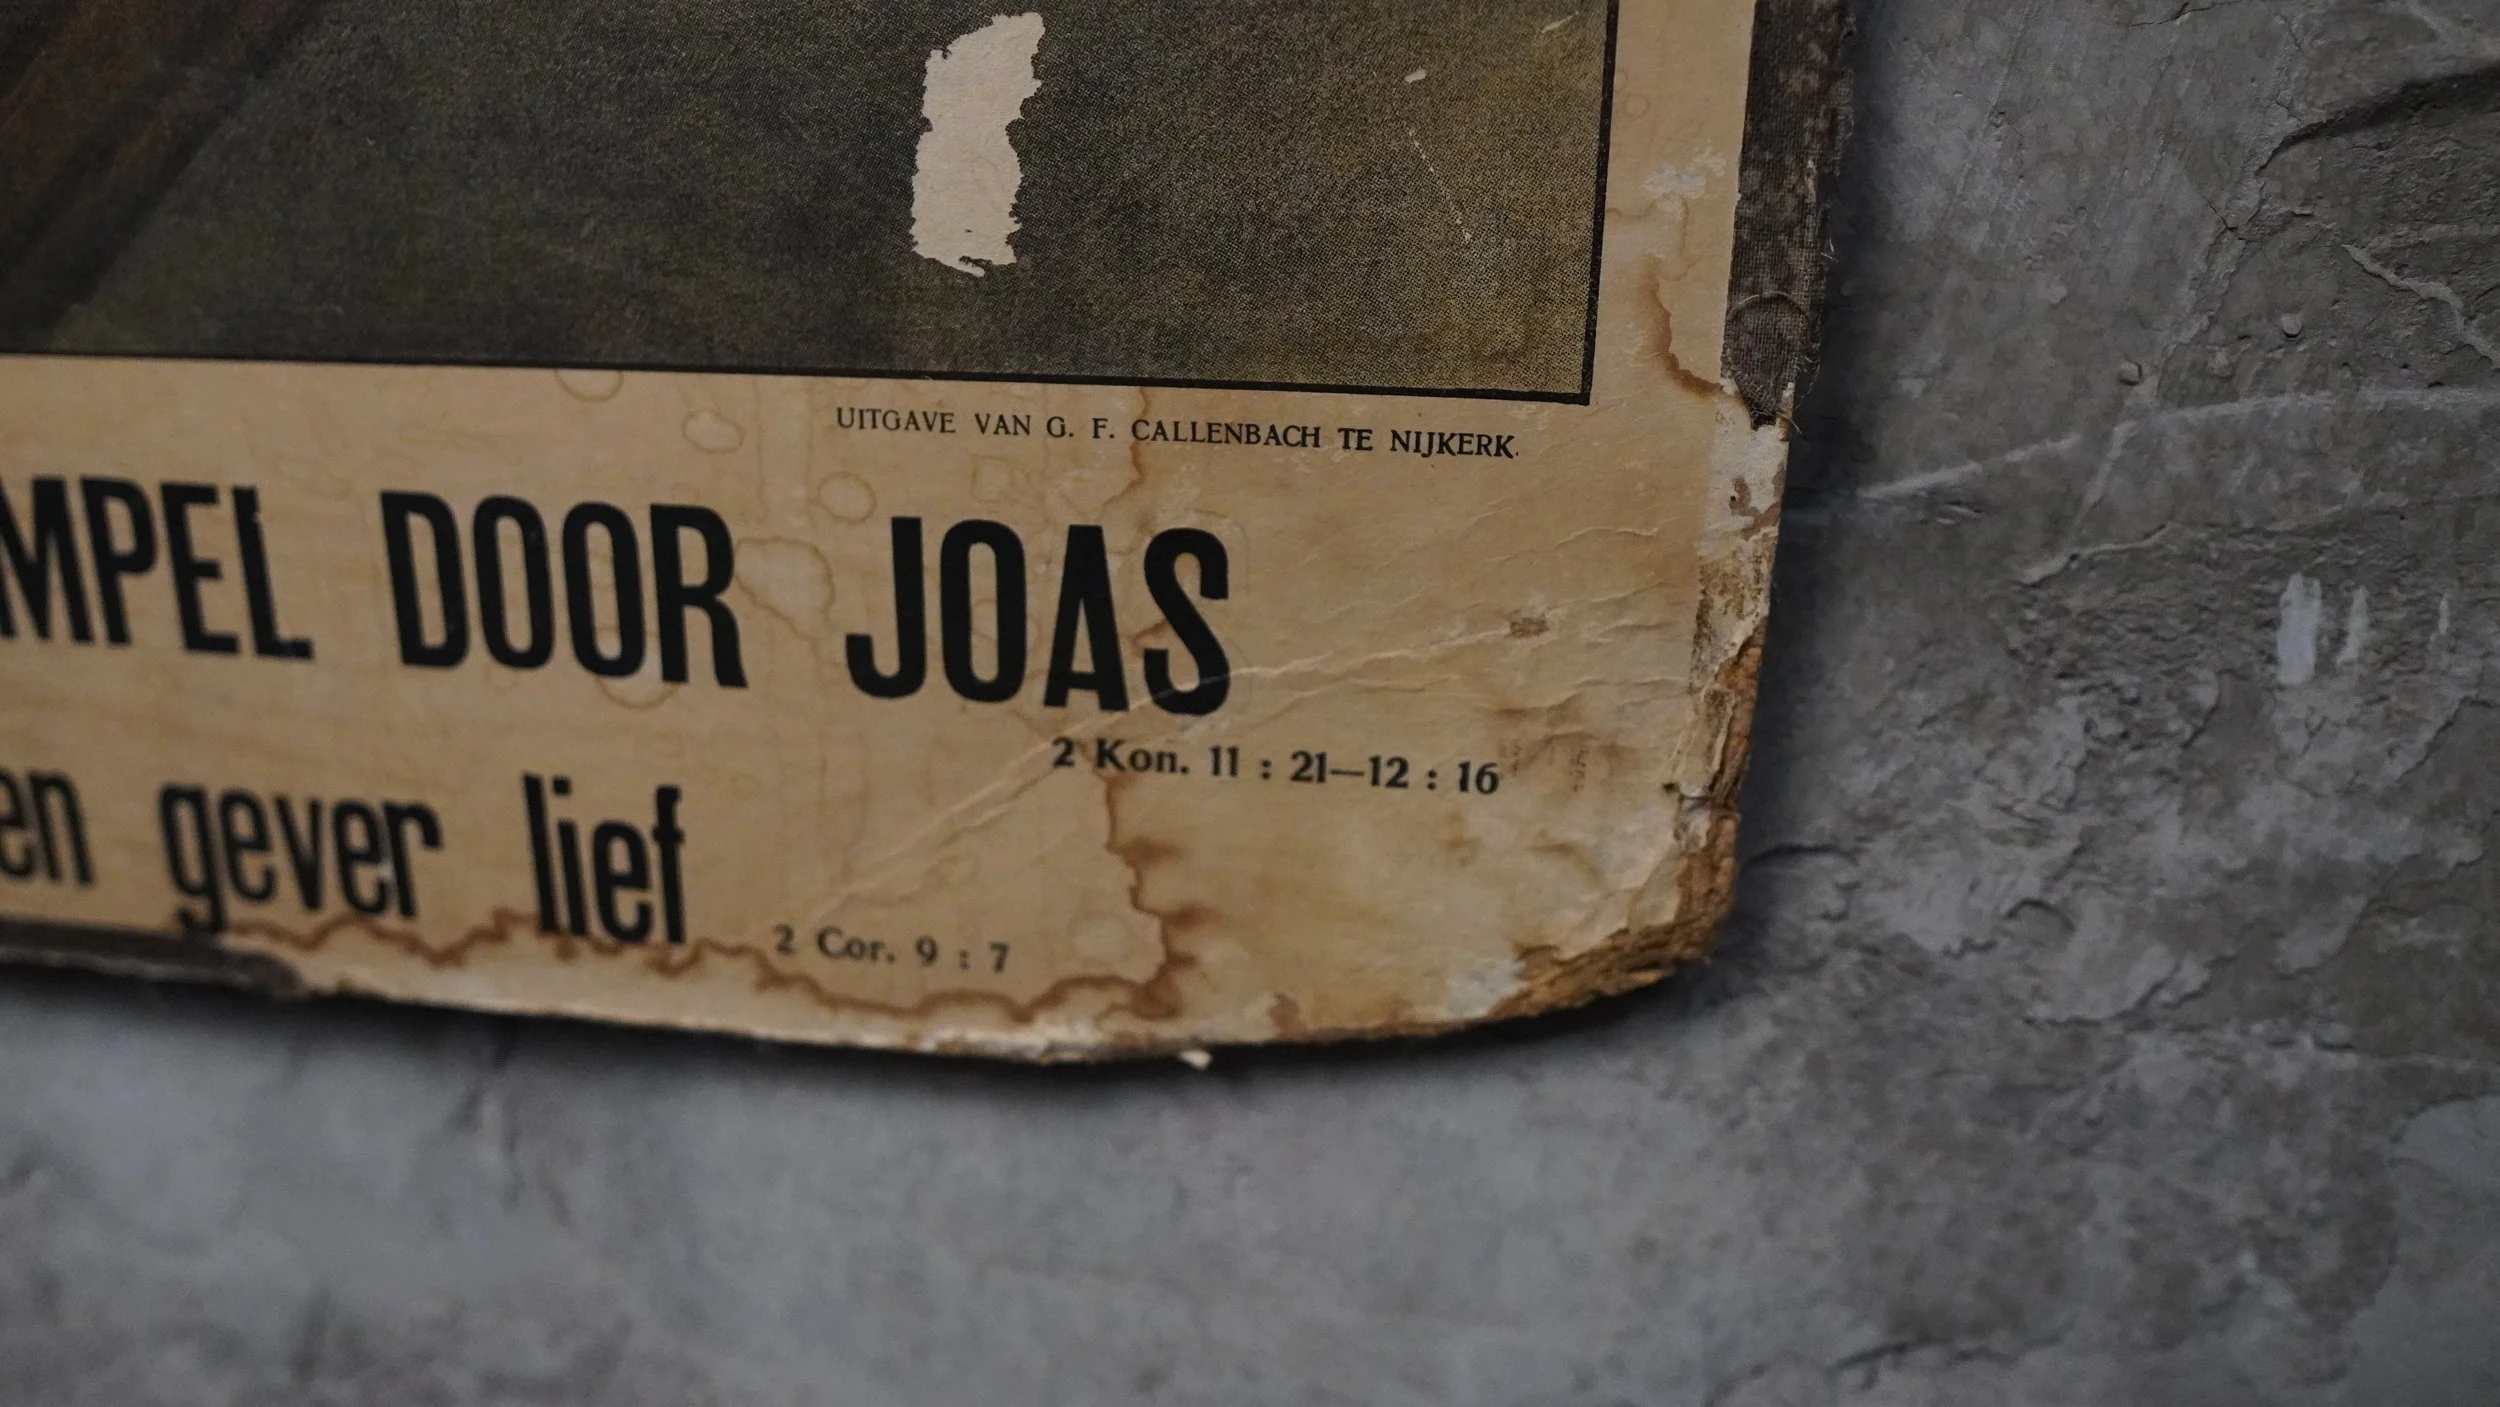 UITGAVE VAN G. F. CALLENBACH TE NIJKERK.
MPEL DOOR JOAS
2 Kon. 11 : 21—12 : 16
en gever lief
2 Cor. 9 : 7